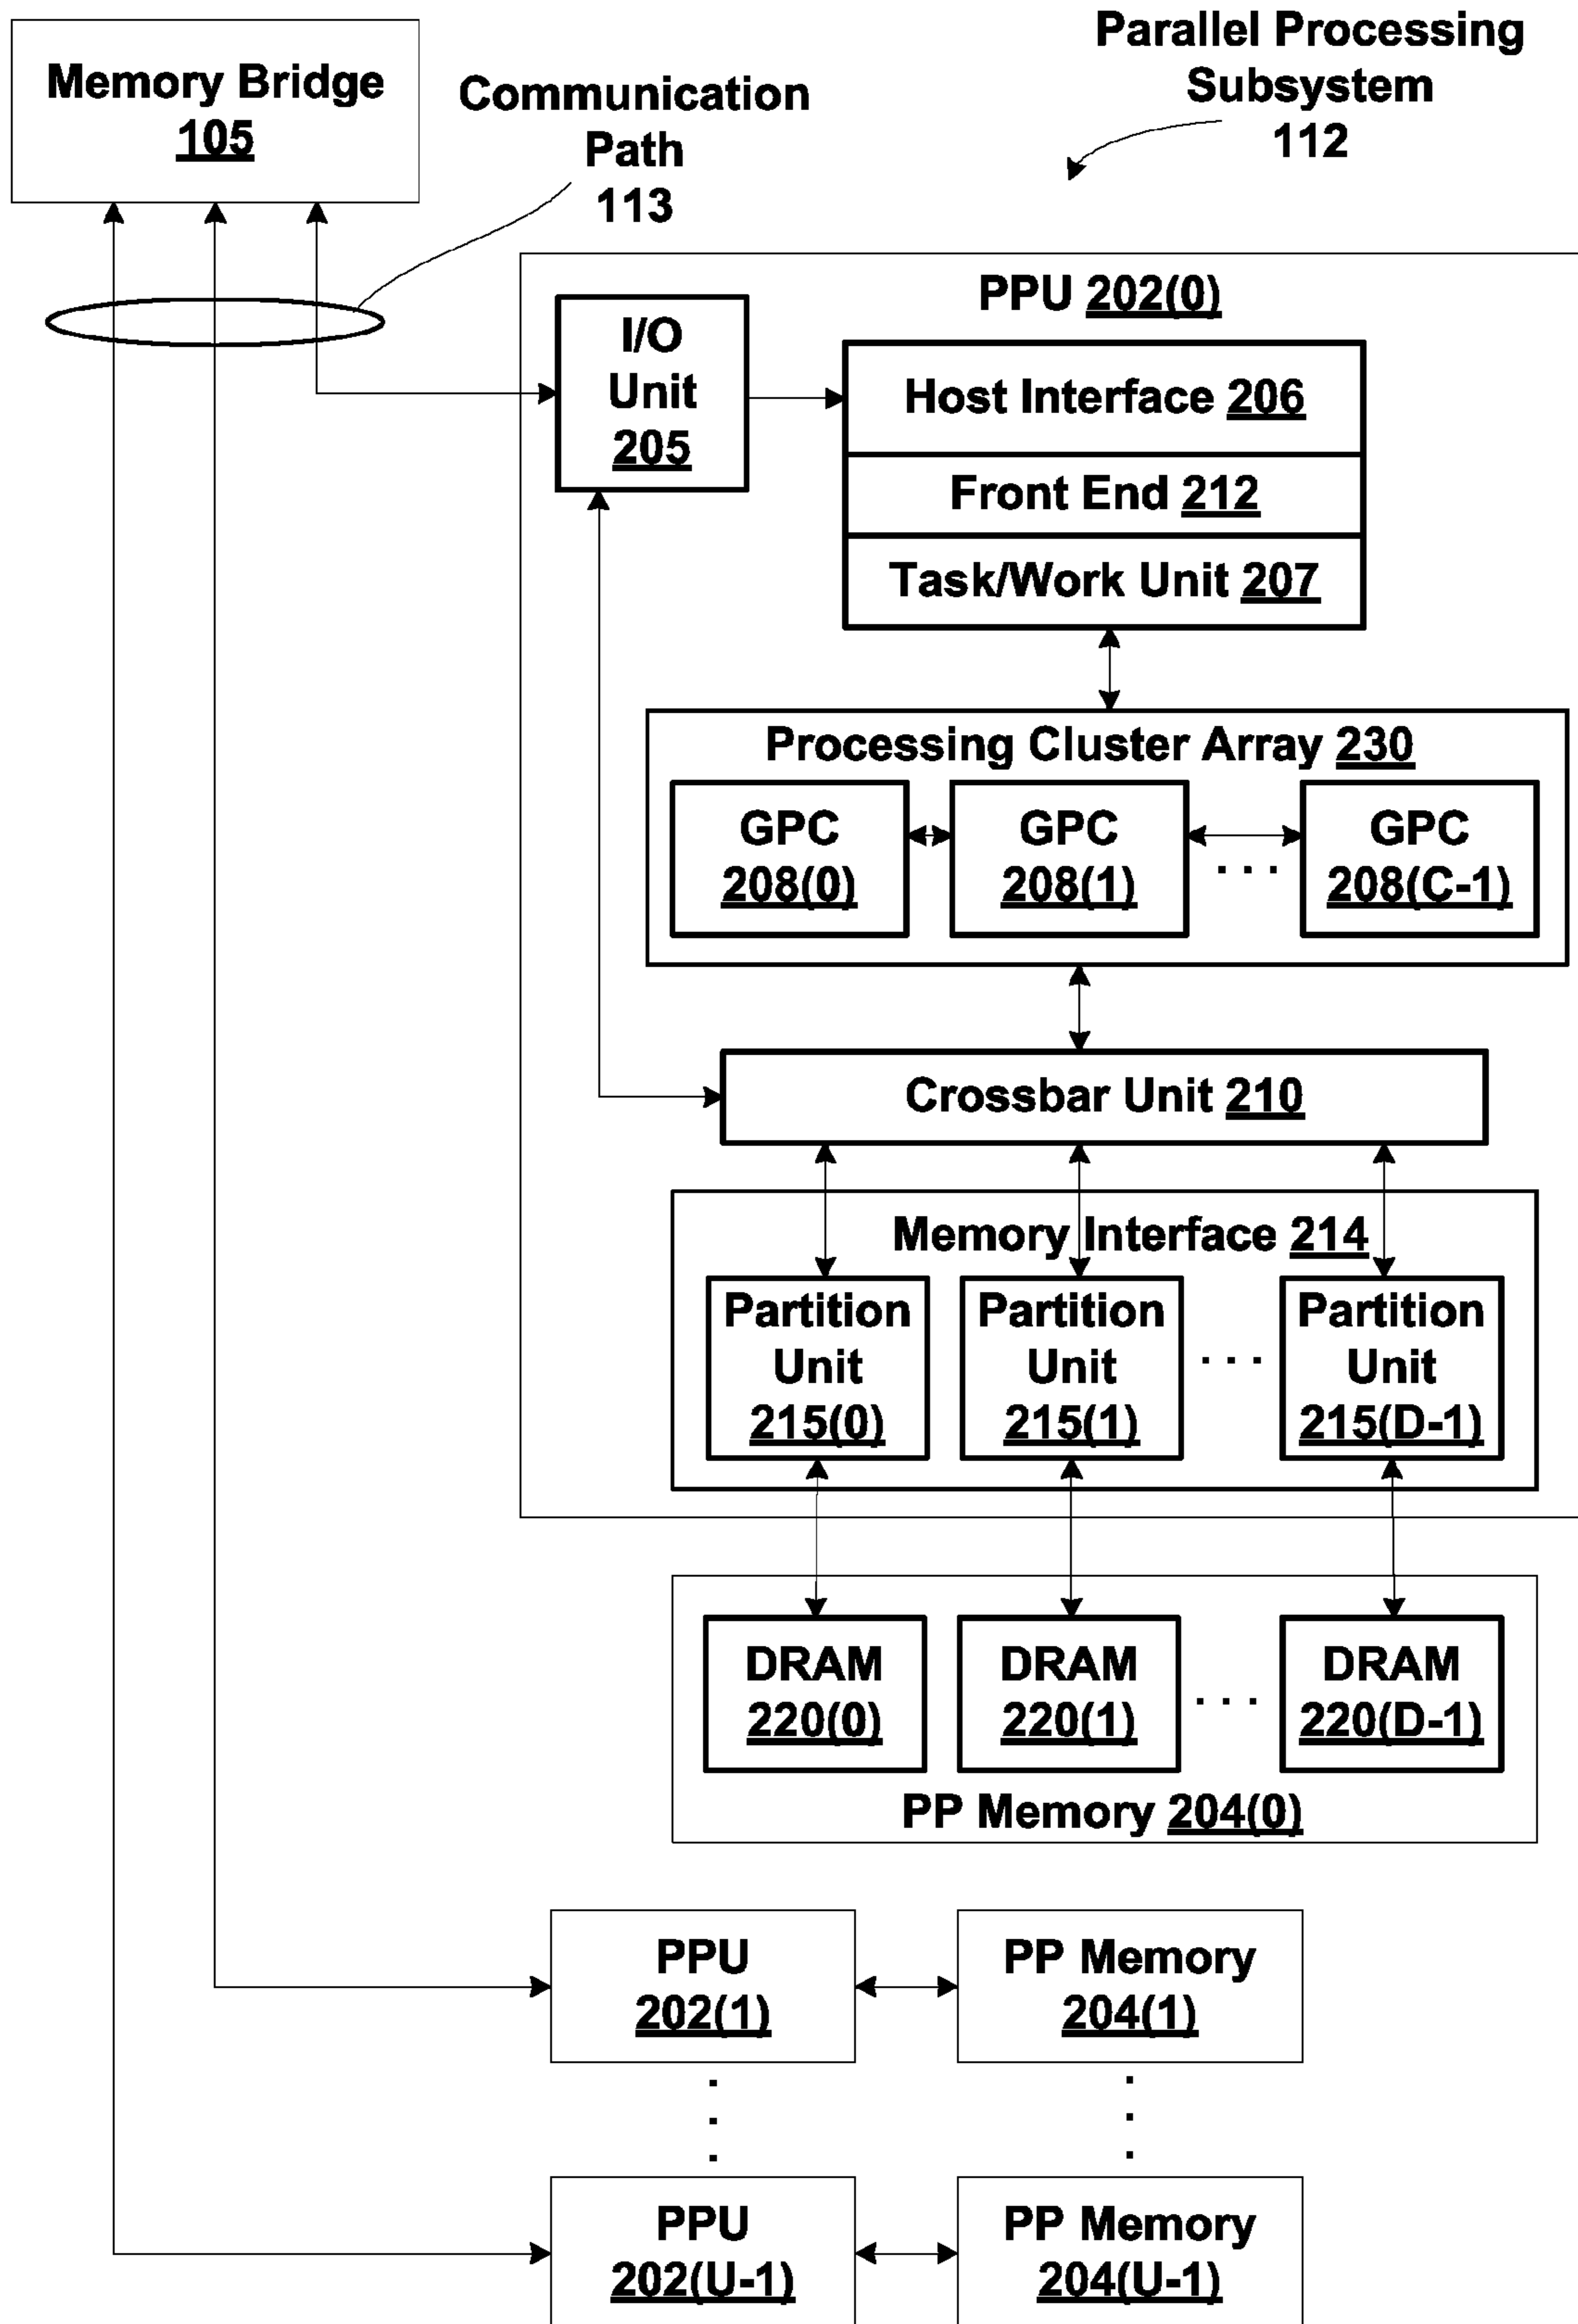 Parallel Processing
Subsystem
112
Memory Bridge
105
Communication
Path
113
PPU 202(0)
I/O
Unit
205
Host Interface 206
Front End 212
Task/Work Unit 207
Processing Cluster Array 230
GPC
208(0)
GPC
208(1)
. . .
GPC
208(C-1)
Crossbar Unit 210
Memory Interface 214
Partition
Unit
215(0)
Partition
Unit
215(1)
. . .
Partition
Unit
215(D-1)
DRAM
220(0)
DRAM
220(1)
. . .
DRAM
220(D-1)
PP Memory 204(0)
PPU
202(1)
PP Memory
204(1)
PPU
202(U-1)
PP Memory
204(U-1)